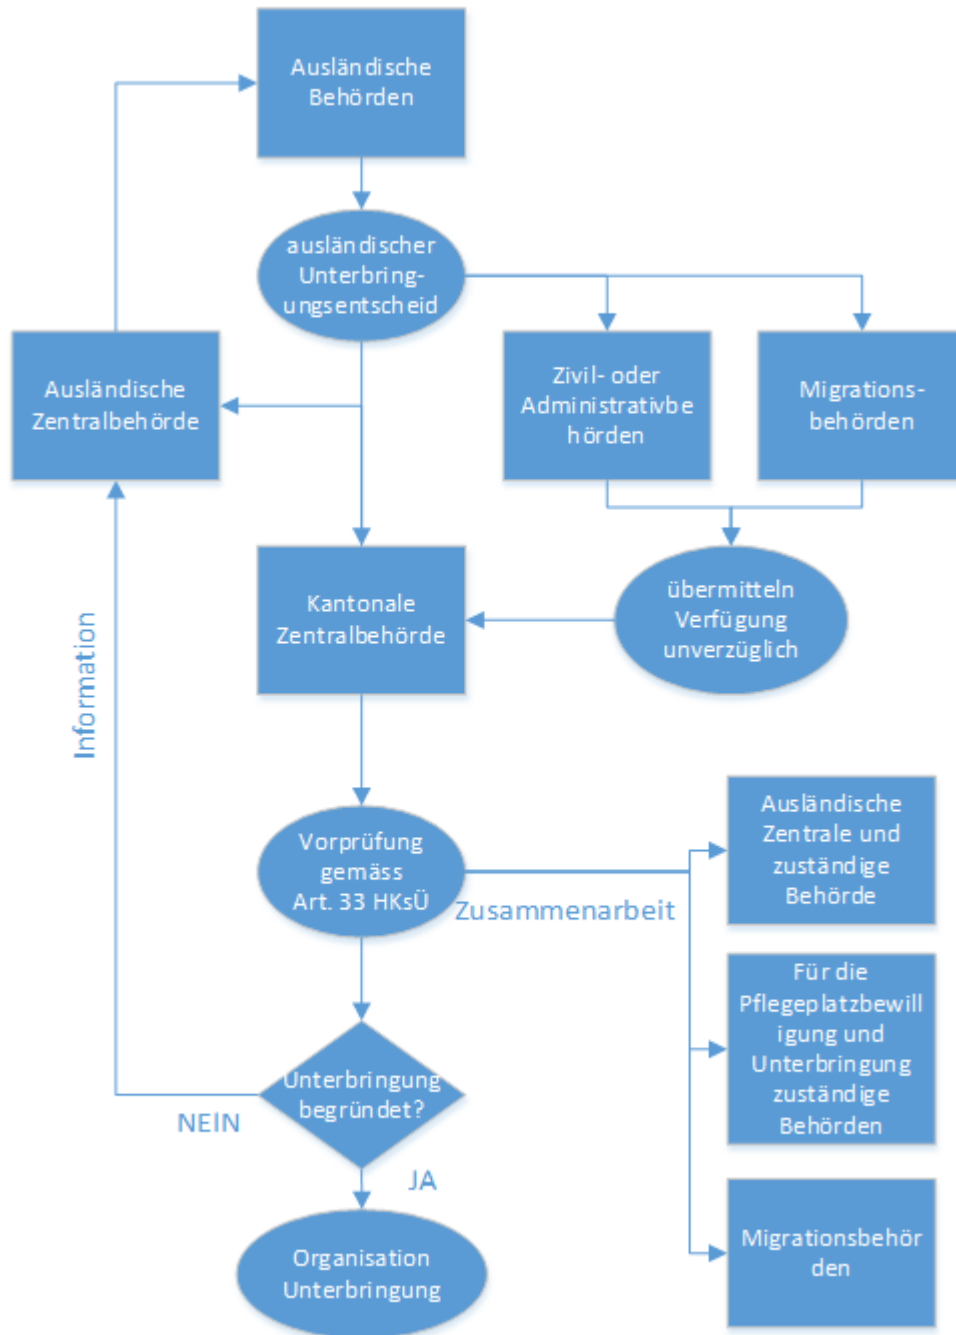 Ausländische
Behörden
ausländischer
Unterbring-
ungsentscheid
Ausländische
Zentralbehörde
Zivil- oder
Administrativbe
hörden
Migrations-
behörden
Kantonale
Zentralbehörde
übermitteln
Verfügung
unverzüglich
Information
Vorprüfung
gemäss
Art. 33 HKsÜ
Zusammenarbeit
Ausländische
Zentrale und
zuständige
Behörde
Für die
Pflegeplatzbewill
igung und
Unterbringung
zuständige
Behörden
Unterbringung
begründet?
NEIN
JA
Migrationsbehör
den
Organisation
Unterbringung